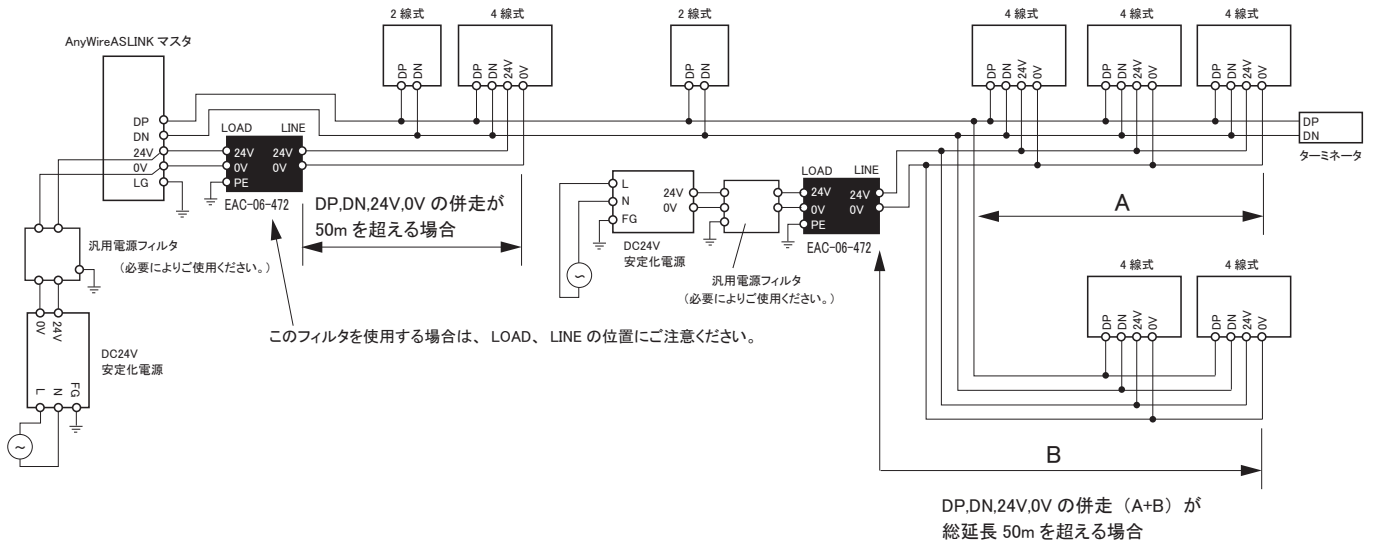 2 線式
4 線式
2 線式
4 線式
4 線式
4 線式
AnyWireASLINK マスタ
DP
DN
DP
DN
24V
0V
DP
DN
DP
DN
24V
0V
DP
DN
24V
0V
DP
DN
24V
0V
DP
DN
24V
0V
LG
LOAD LINE
24V 24V
0V 0V
PE
EAC-06-472
DP
DN
ターミネータ
DP,DN,24V,0V の併走が
50m を超える場合
L
N
FG
24V
0V
DC24V
安定化電源
汎用電源フィルタ
（必要によりご使用ください。）
LOAD LINE
24V 24V
0V 0V
PE
EAC-06-472
A
汎用電源フィルタ
（必要によりご使用ください。）
このフィルタを使用する場合は、LOAD、LINE の位置にご注意ください。
0V
24V
L
N
FG
DC24V
安定化電源
~
~
4 線式
4 線式
DP
DN
24V
0V
DP
DN
24V
0V
B
DP,DN,24V,0V の併走（A+B）が
総延長 50m を超える場合